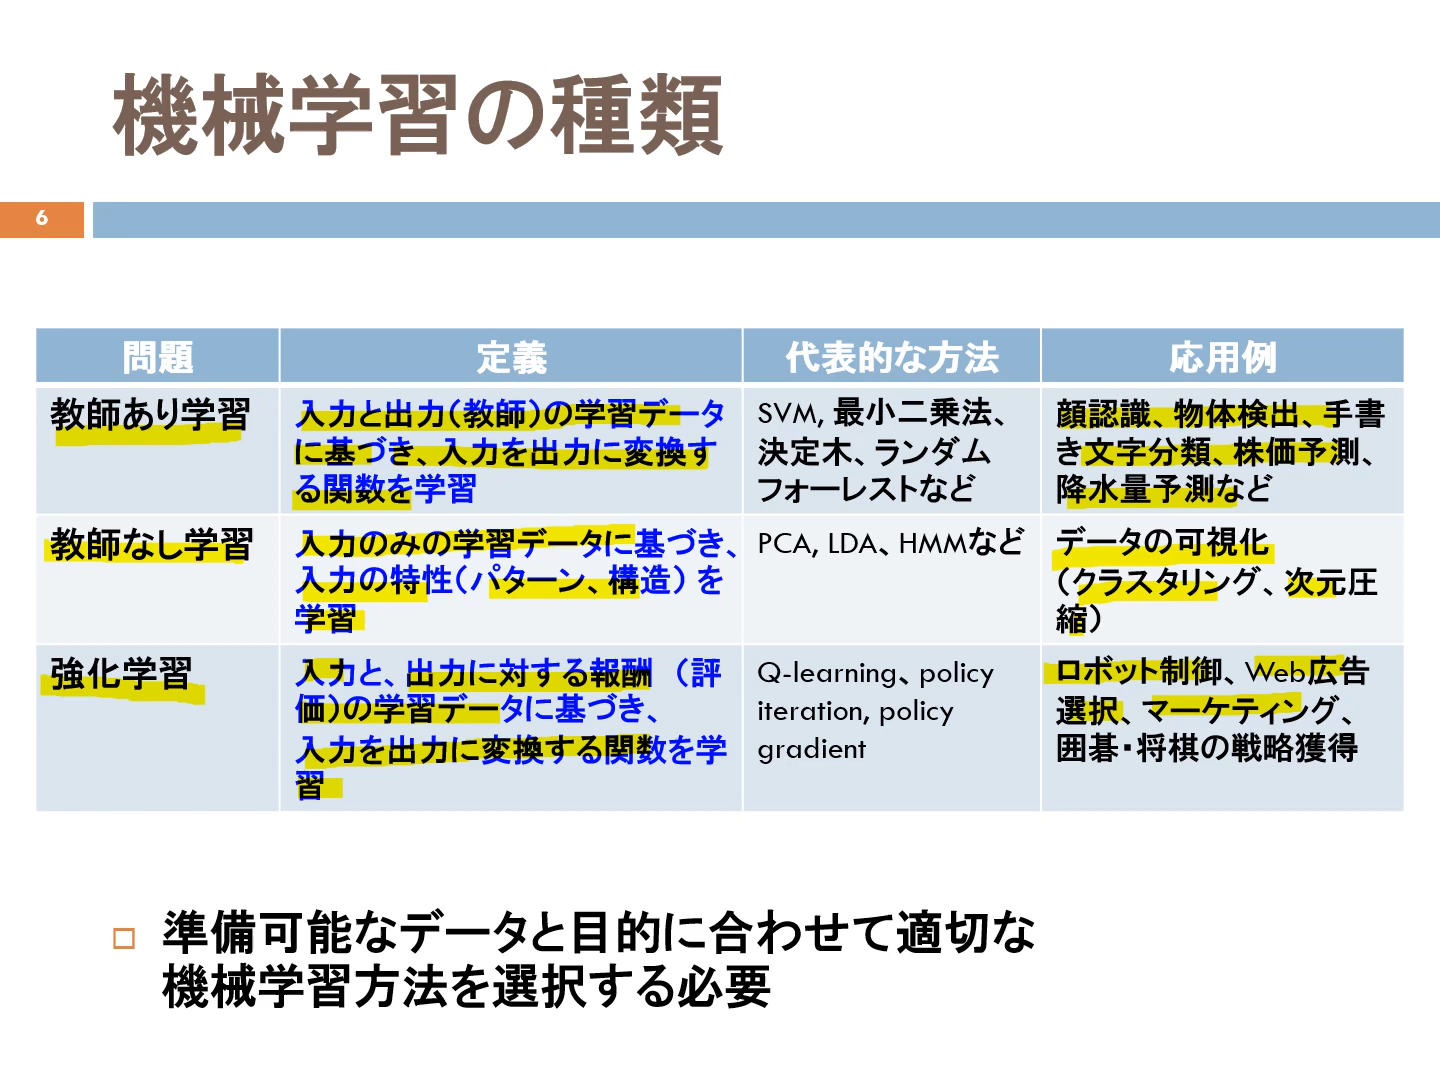 機械学習の種類
6
問題 定義 代表的な方法 応用例
教師あり学習
入力と出力（教師）の学習データ
に基づき、入力を出力に変換す
る関数を学習
SVM, 最小二乗法、
決定木、ランダム
フォーレストなど
顔認識、物体検出、手書
き文字分類、株価予測、
降水量予測など
教師なし学習
入力のみの学習データに基づき、
入力の特性（パターン、構造）を
学習
PCA, LDA、HMMなど
データの可視化
（クラスタリング、次元圧
縮）
強化学習
入力と、出力に対する報酬 （評
価）の学習データに基づき、
入力を出力に変換する関数を学
習
Q-learning、policy
iteration, policy
gradient
ロボット制御、Web広告
選択、マーケティング、
囲碁・将棋の戦略獲得
準備可能なデータと目的に合わせて適切な
機械学習方法を選択する必要